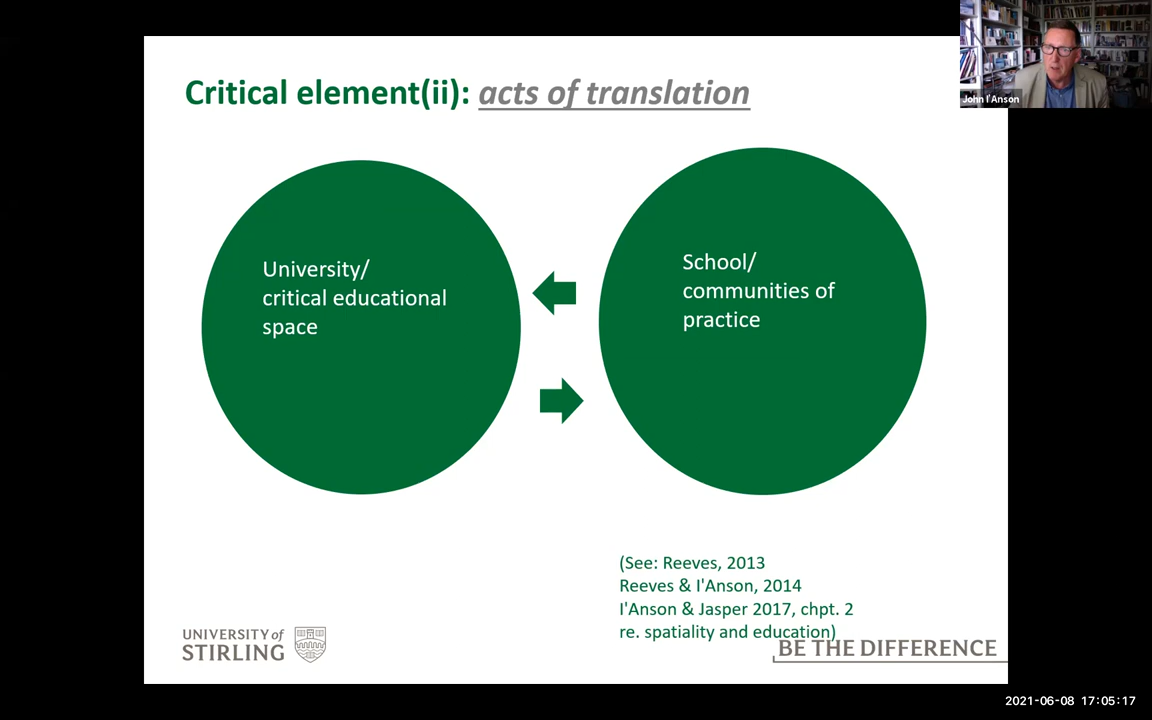 Critical element(ii): acts of translation
John I'Anson
University/
critical educational
space
School/
communities of
practice
(See: Reeves, 2013
Reeves & I'Anson, 2014
I'Anson & Jasper 2017, chpt. 2
re. spatiality and education)
UNIVERSITY of
STIRLING
BE THE DIFFERENCE
2021-06-08 17:05:17